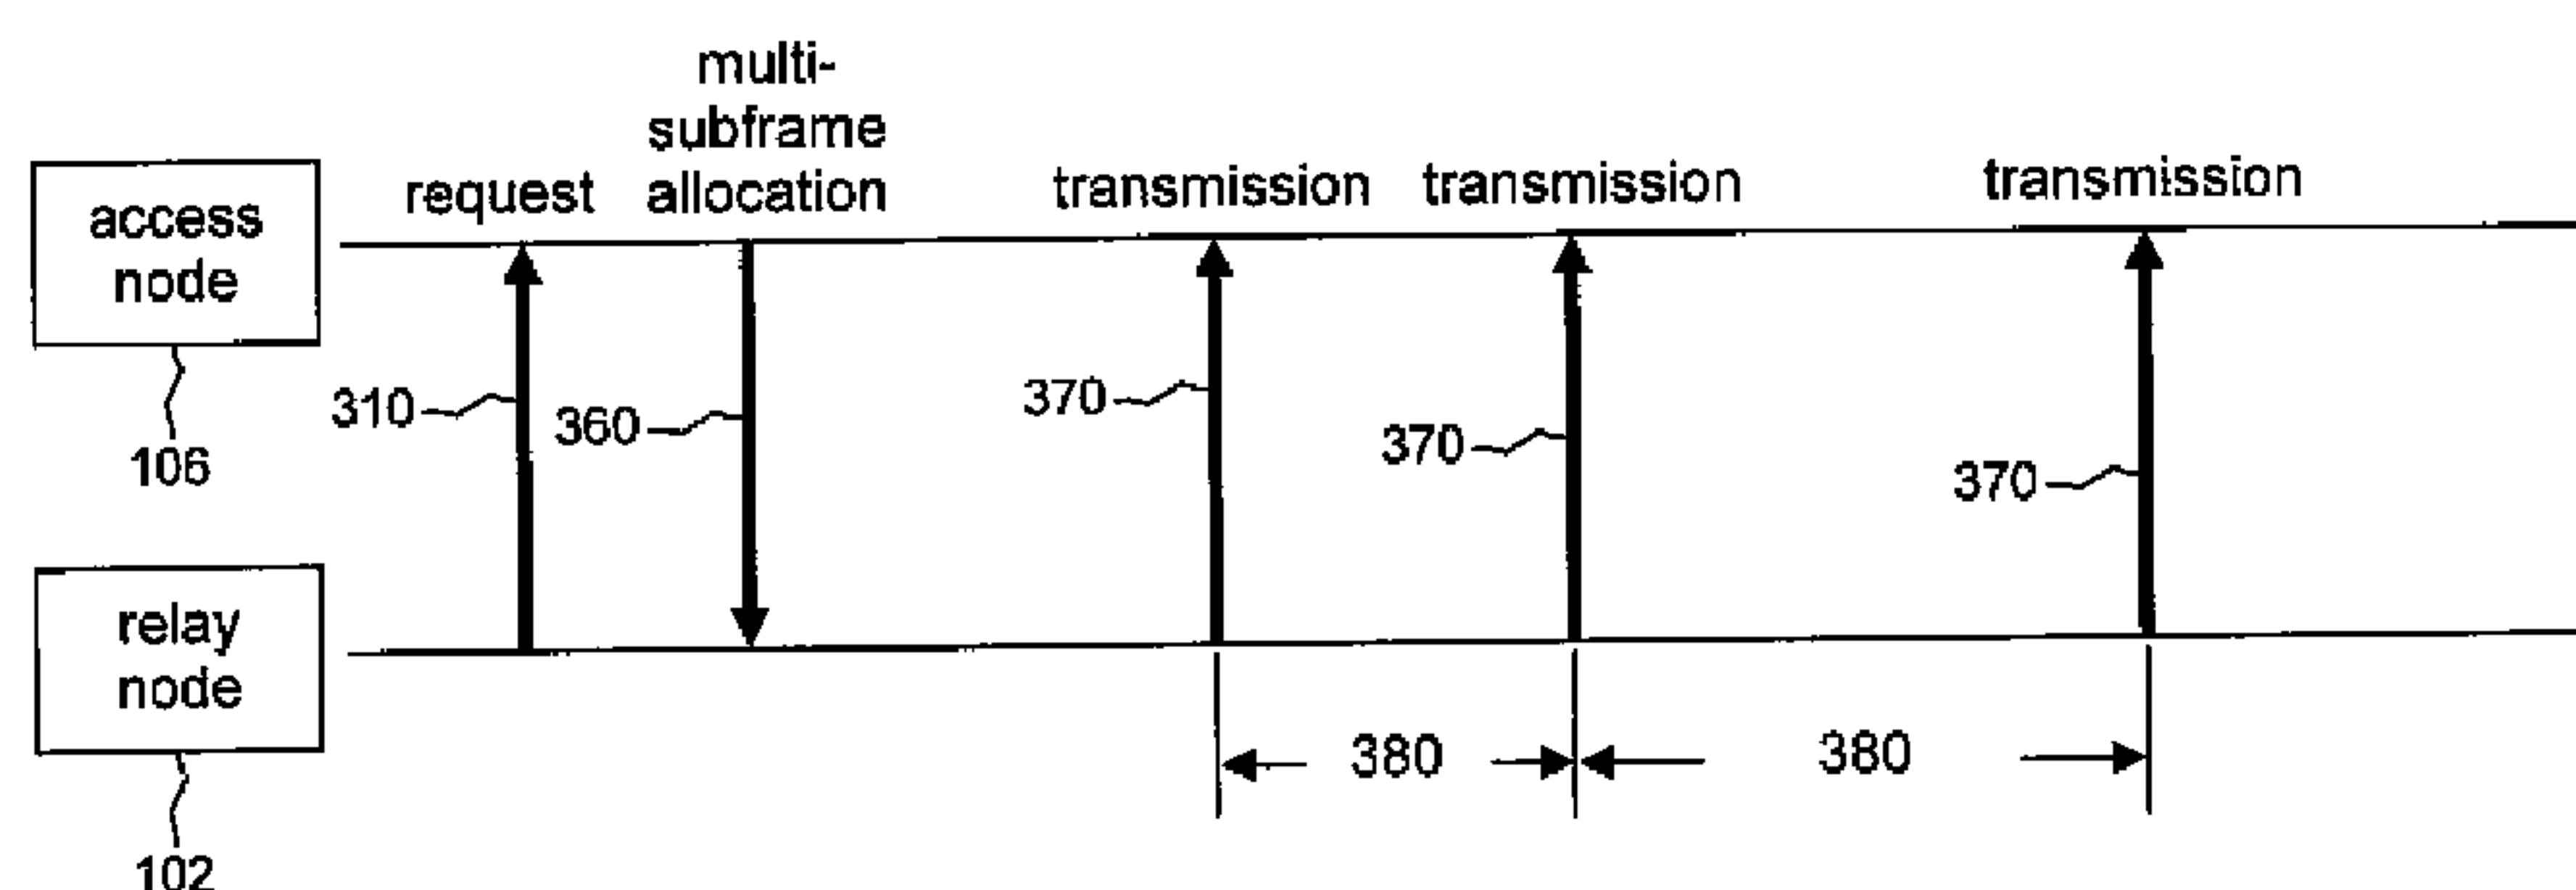 multi-
subframe
allocation
request
transmission
transmission
transmission
access
node
106
310
360
370
370
370
relay
node
102
380
380